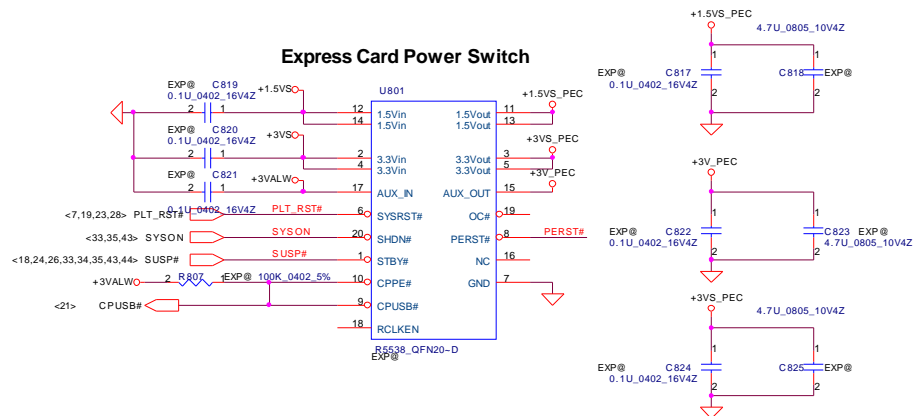 Express Card Power Switch
EXP@ C819
0.1U_0402_16V4Z
2 1
+1.5VS
EXP@ C820
0.1U_0402_16V4Z
2 1
+3VS
EXP@ C821
0.1U_0402_16V4Z
2 1
+3VALW
<7,19,23,28> PLT_RST# PLT_RST#
<33,35,43> SYSON SYSON
<18,24,26,33,34,35,43,44> SUSP# SUSP#
+3VALW 2 R807 1 EXP@ 100K_0402_5%
<21> CPUSB#
U801
12 1.5Vin 1.5Vout 11
14 1.5Vin 1.5Vout 13
2 3.3Vin 3.3Vout 3
4 3.3Vin 3.3Vout 5
17 AUX_IN AUX_OUT 15
6 SYSRST# OC# 19
20 SHDN# PERST# 8
1 STBY# NC 16
10 CPPE# GND 7
9 CPUSB#
18 RCLKEN
R5538_QFN20-D
EXP@
+1.5VS_PEC
+3VS_PEC
+3V_PEC
PERST#
+1.5VS_PEC
4.7U_0805_10V4Z
1 1
EXP@ C817 C818 EXP@
0.1U_0402_16V4Z
2 2
+3V_PEC
1 1
EXP@ C822 C823 EXP@
0.1U_0402_16V4Z 4.7U_0805_10V4Z
2 2
+3VS_PEC
4.7U_0805_10V4Z
1 1
EXP@ C824 C825 EXP@
0.1U_0402_16V4Z
2 2